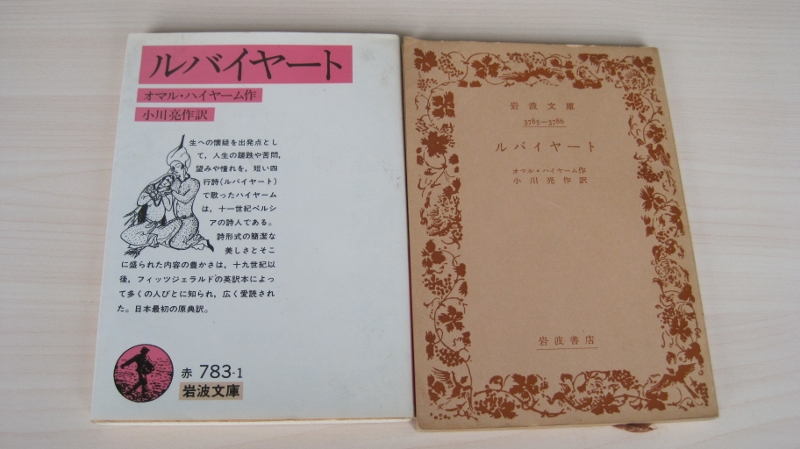 ルバイヤート
オマル・ハイヤーム作
小川亮作訳
生への懐疑を出発点とし
て，人生の蹉跌や苦悶，
望みや憧れを，短い四
行詩（ルバイヤート）
で歌ったハイヤーム
は，十一世紀ペルシ
アの詩人である。
詩形式の簡潔な
美しさとそこ
に盛られた内容の豊かさは，十九世紀以
後，フィッツジェラルドの英訳本によっ
て多くの人びとに知られ，広く愛読され
た。日本最初の原典訳。
赤 783-1
岩波文庫
岩波文庫
3785—3786
ルバイヤート
オマル・ハイヤーム作
小川亮作訳
岩波書店